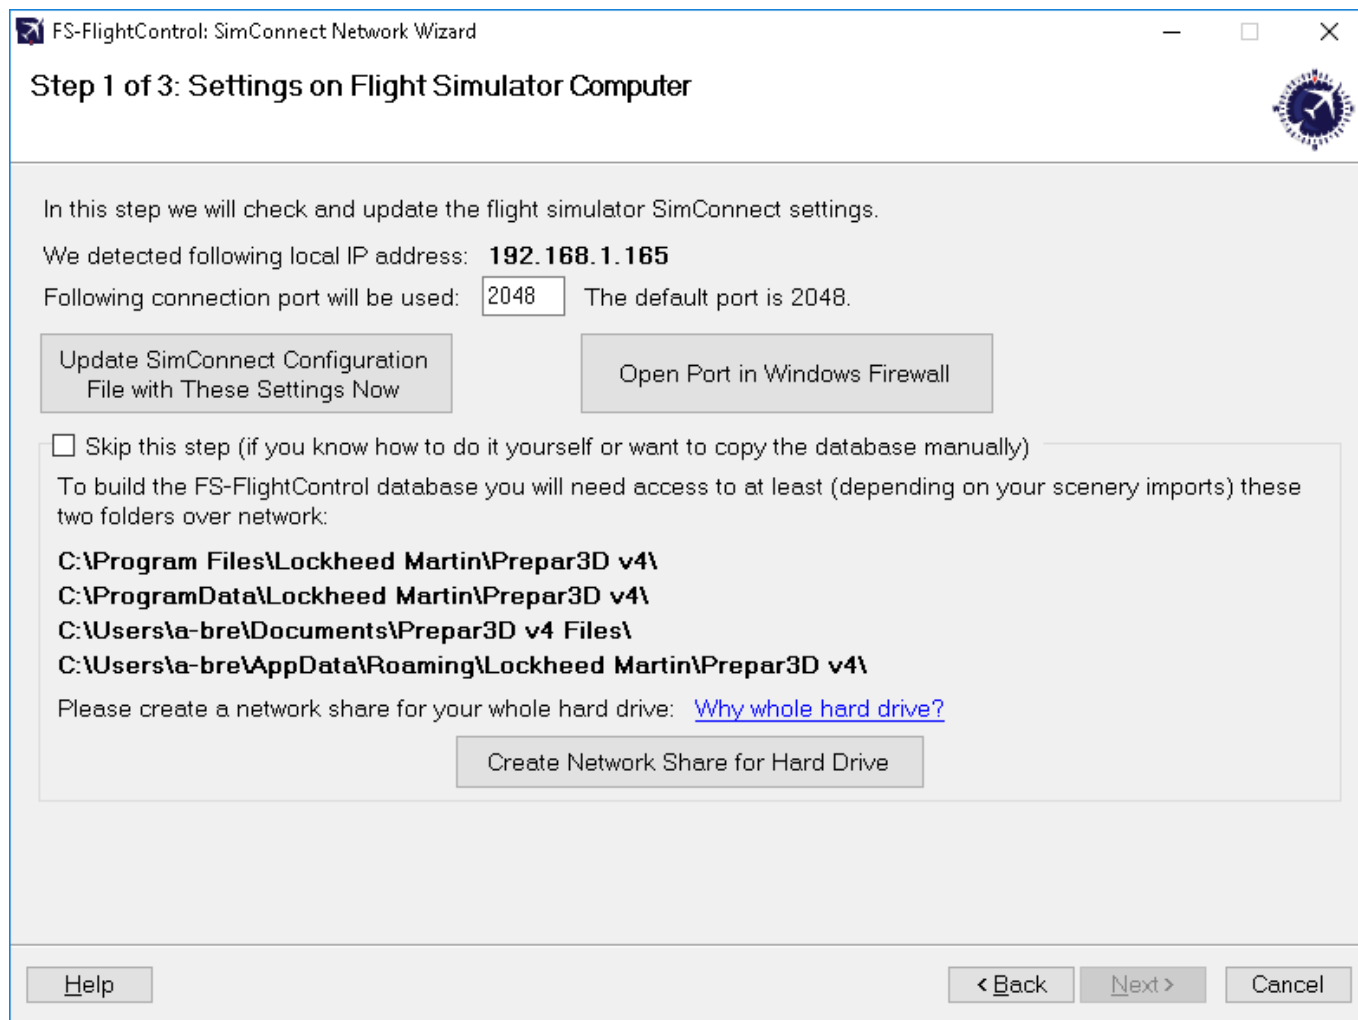 FS-FlightControl: SimConnect Network Wizard
Step 1 of 3: Settings on Flight Simulator Computer
In this step we will check and update the flight simulator SimConnect settings.
We detected following local IP address: 192.168.1.165
Following connection port will be used: 2048 The default port is 2048.
Update SimConnect Configuration
File with These Settings Now
Open Port in Windows Firewall
Skip this step (if you know how to do it yourself or want to copy the database manually)
To build the FS-FlightControl database you will need access to at least (depending on your scenery imports) these
two folders over network:
C:\Program Files\Lockheed Martin\Prepar3D v4\
C:\ProgramData\Lockheed Martin\Prepar3D v4\
C:\Users\a-bre\Documents\Prepar3D v4 Files\
C:\Users\a-bre\AppData\Roaming\Lockheed Martin\Prepar3D v4\
Please create a network share for your whole hard drive: Why whole hard drive?
Create Network Share for Hard Drive
Help < Back Next > Cancel